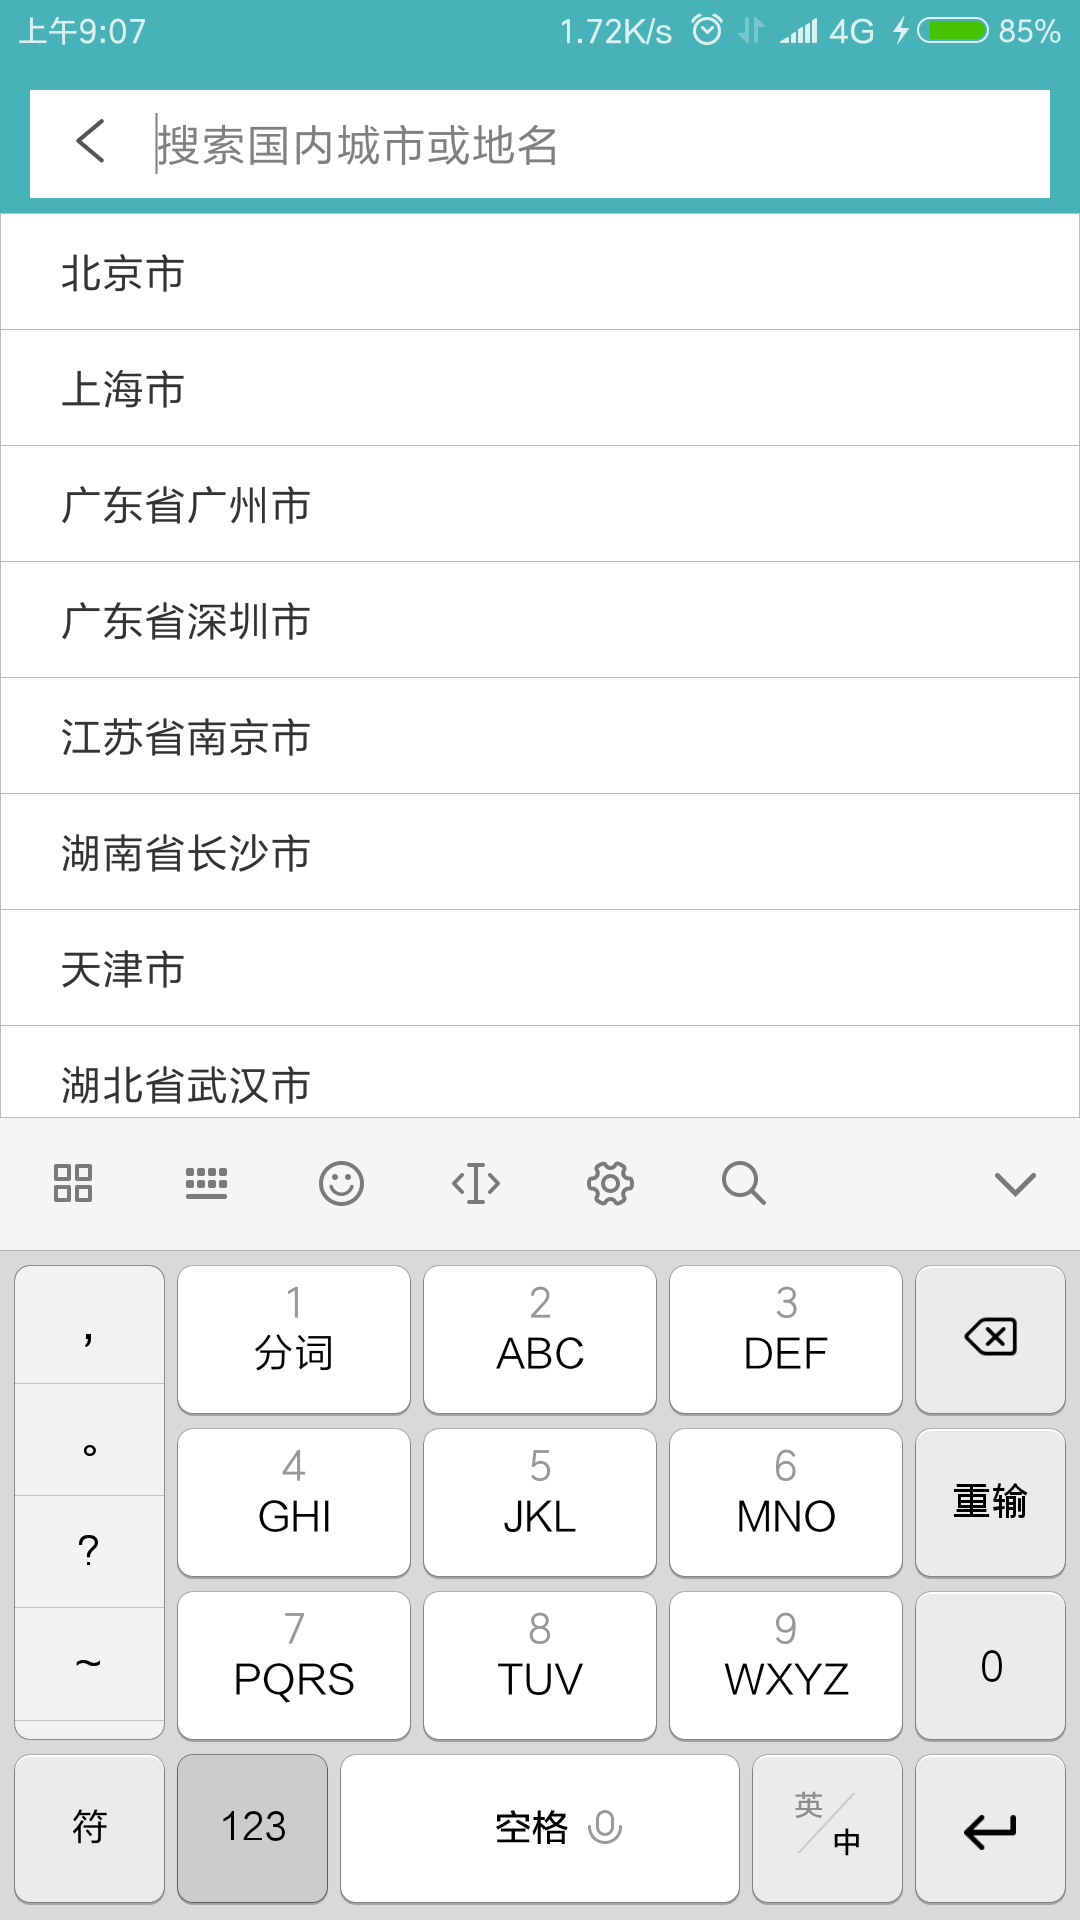 上午9:07 1.72K/s 4G 85%
搜索国内城市或地名
北京市
上海市
广东省广州市
广东省深圳市
江苏省南京市
湖南省长沙市
天津市
湖北省武汉市
, 1 2 3
分词 ABC DEF
。 4 5 6
GHI JKL MNO 重输
? 7 8 9
~ PQRS TUV WXYZ 0
符 123 空格 英/中